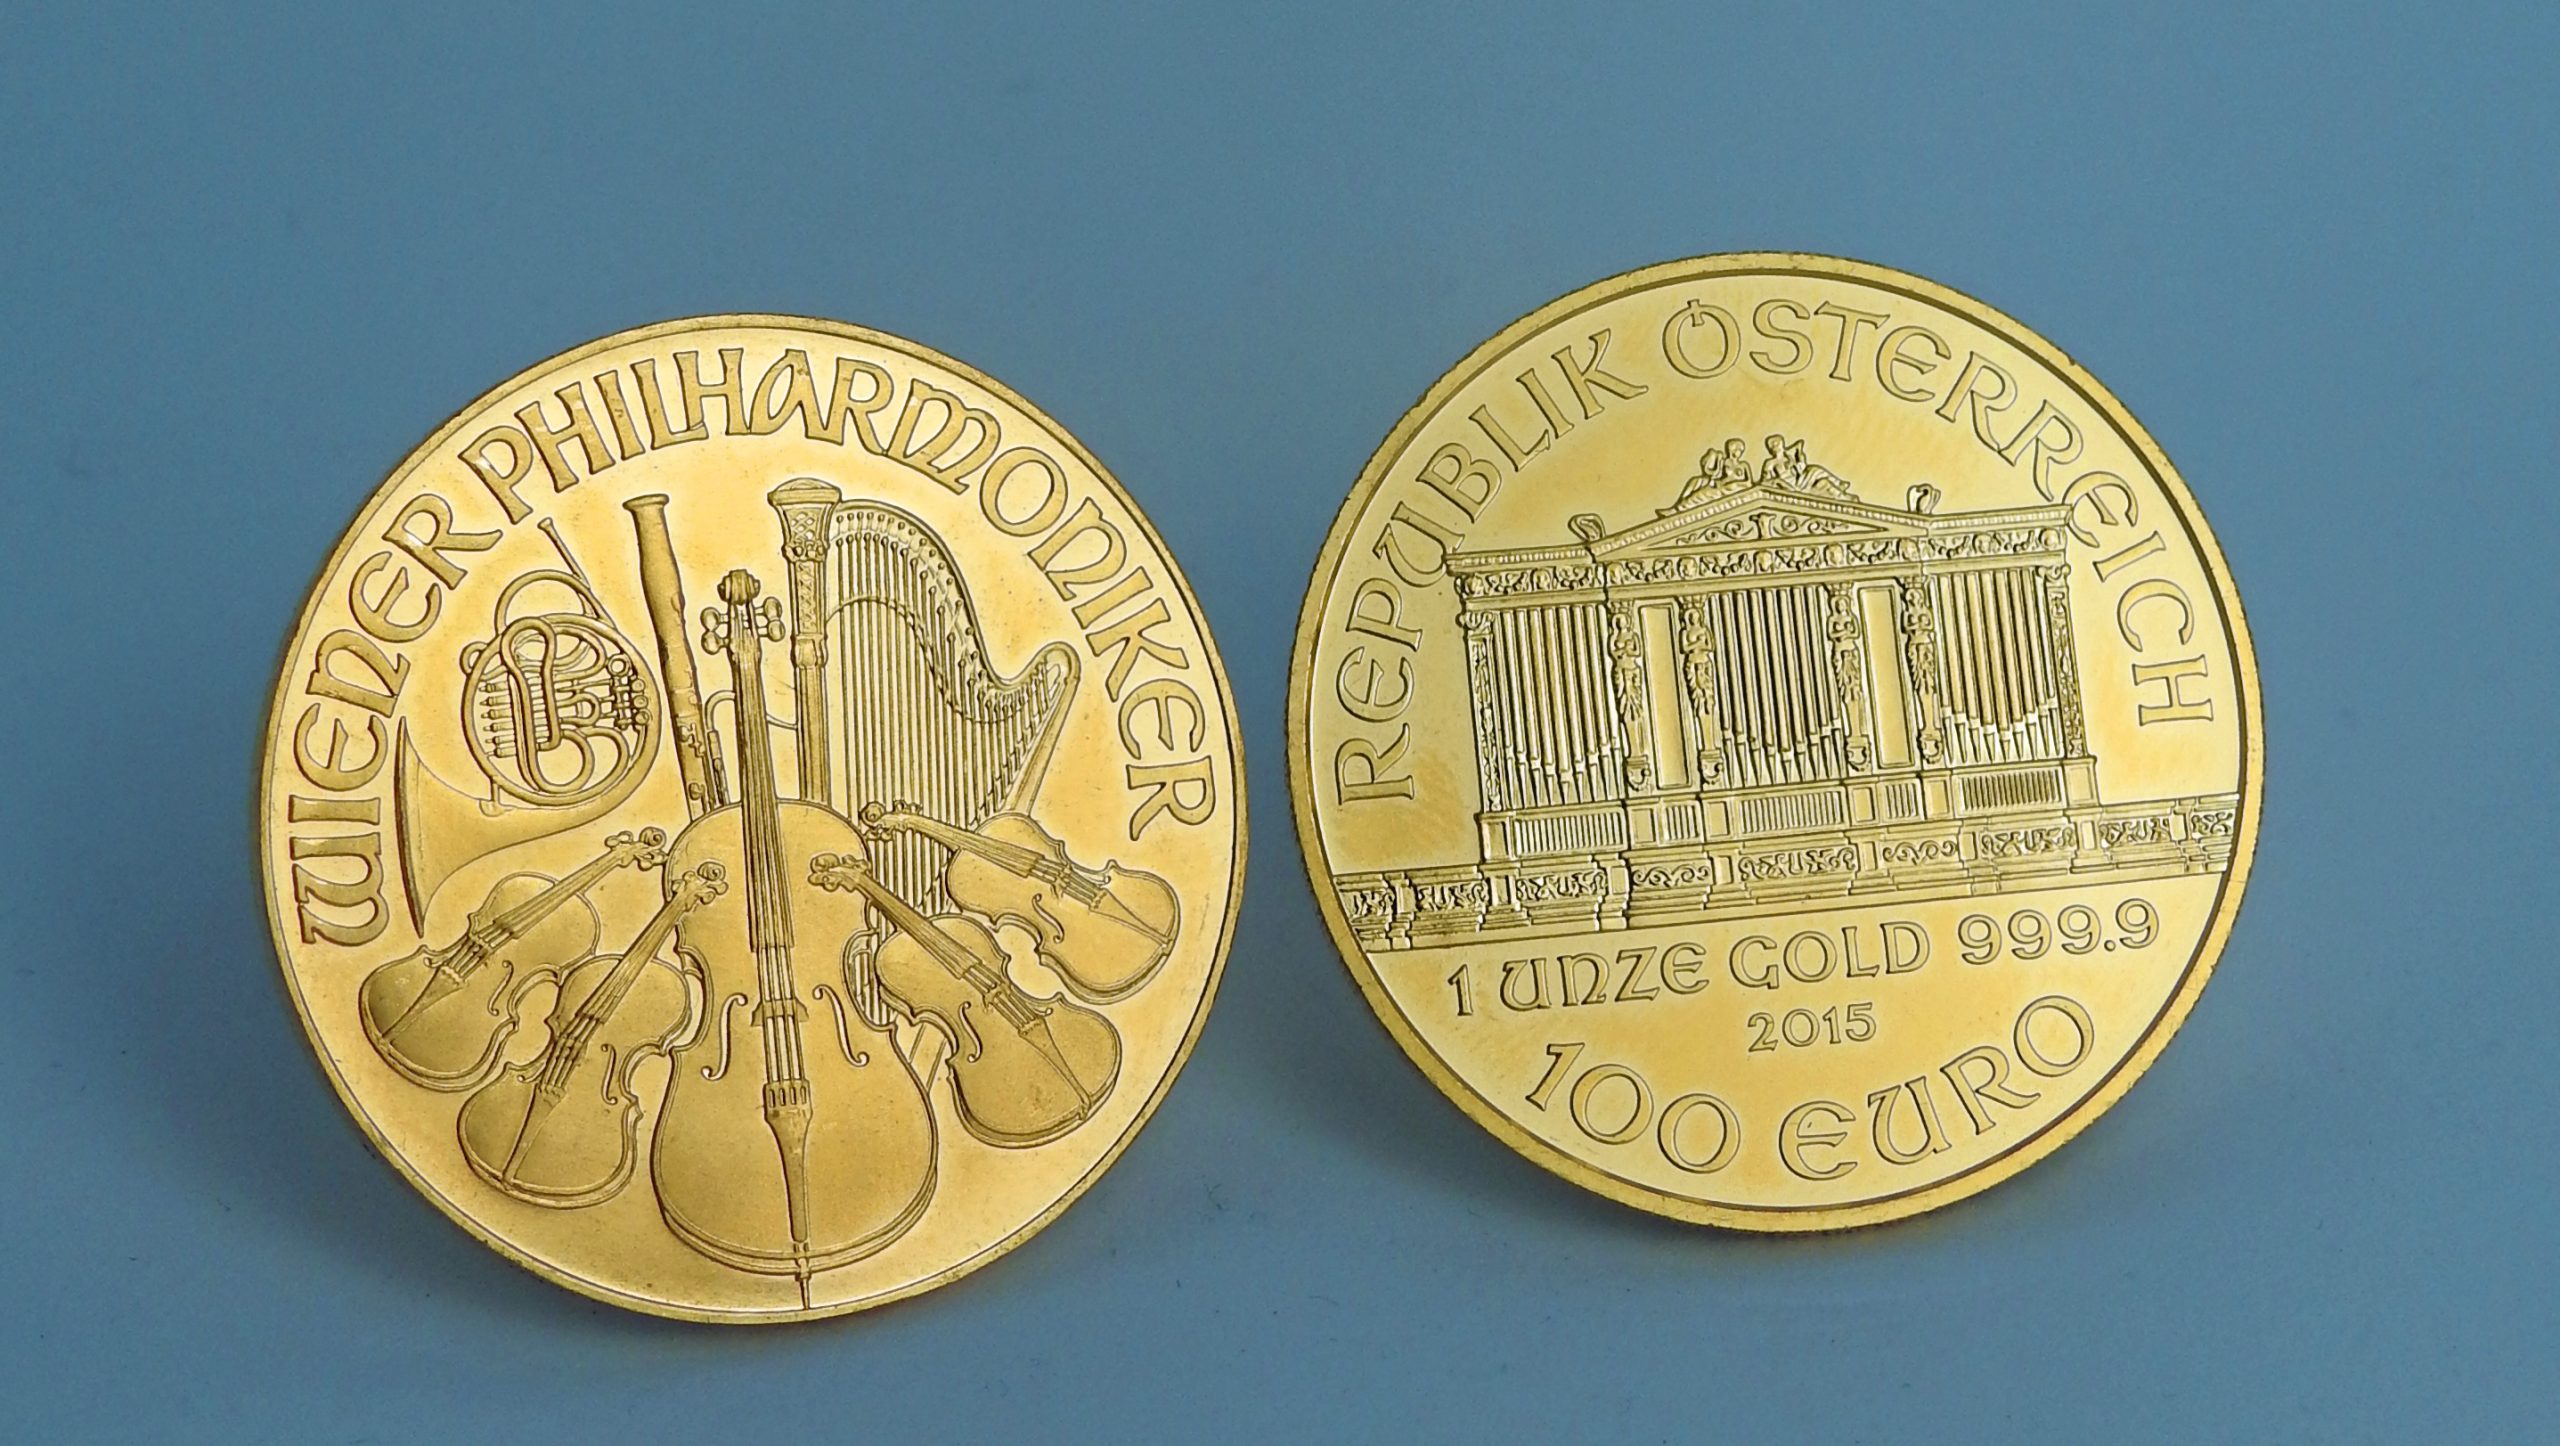 WIENER PHILHARMONIKER
REPUBLIK ÖSTERREICH
1 UNZE GOLD 999.9
2015
100 EURO